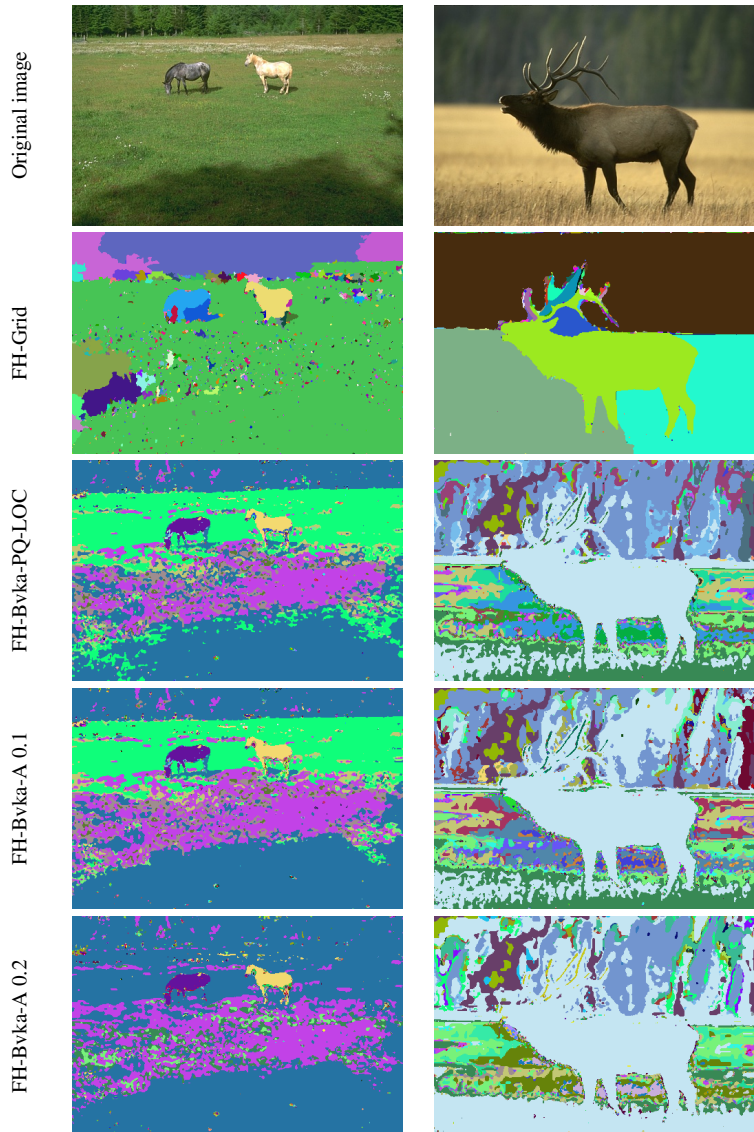 Original image
FH-Grid
FH-Bvka-PQ-LOC
FH-Bvka-A 0.1
FH-Bvka-A 0.2